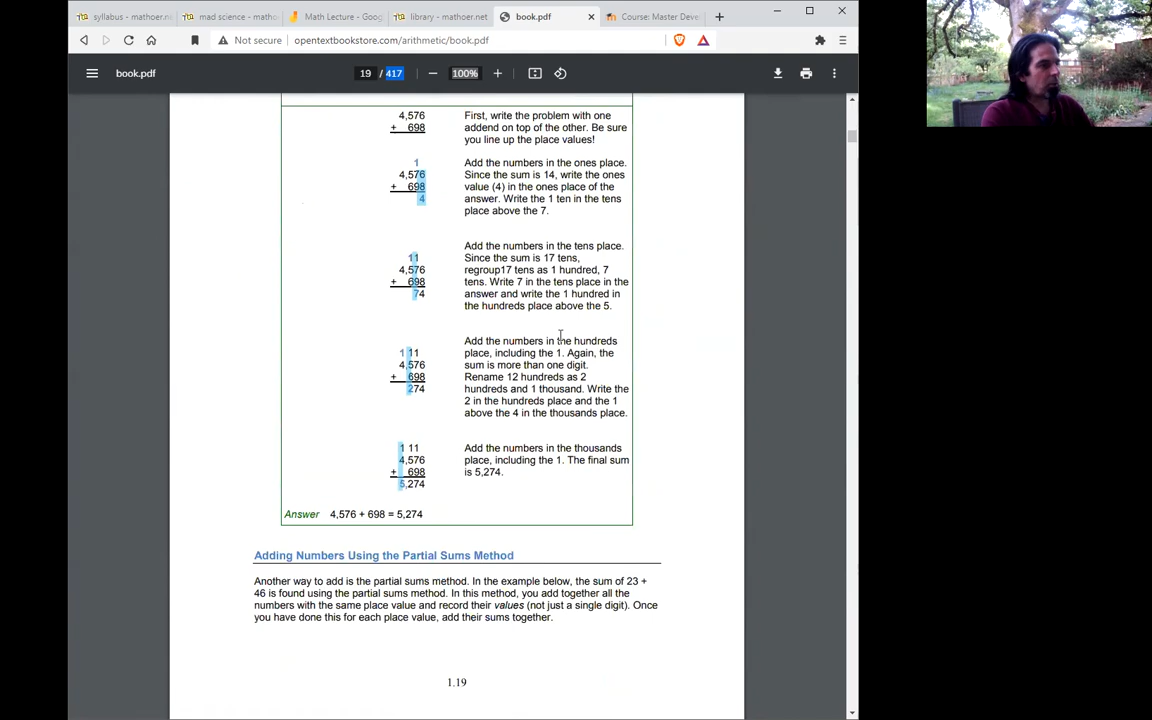 syllabus - mathoer.n
mad science - matho
Math Lecture - Goog
library - mathoer.net
book.pdf
Course: Master Deve
Not secure
opentextbookstore.com/arithmetic/book.pdf
book.pdf
19 / 417
100%
4,576
+ 698
First, write the problem with one
addend on top of the other. Be sure
you line up the place values!
1
4,576
+ 698
4
Add the numbers in the ones place.
Since the sum is 14, write the ones
value (4) in the ones place of the
answer. Write the 1 ten in the tens
place above the 7.
11
4,576
+ 698
74
Add the numbers in the tens place.
Since the sum is 17 tens,
regroup17 tens as 1 hundred, 7
tens. Write 7 in the tens place in the
answer and write the 1 hundred in
the hundreds place above the 5.
1 11
4,576
+ 698
274
Add the numbers in the hundreds
place, including the 1. Again, the
sum is more than one digit.
Rename 12 hundreds as 2
hundreds and 1 thousand. Write the
2 in the hundreds place and the 1
above the 4 in the thousands place.
1 11
4,576
+ 698
5,274
Add the numbers in the thousands
place, including the 1. The final sum
is 5,274.
Answer 4,576 + 698 = 5,274
Adding Numbers Using the Partial Sums Method
Another way to add is the partial sums method. In the example below, the sum of 23 +
46 is found using the partial sums method. In this method, you add together all the
numbers with the same place value and record their values (not just a single digit). Once
you have done this for each place value, add their sums together.
1.19